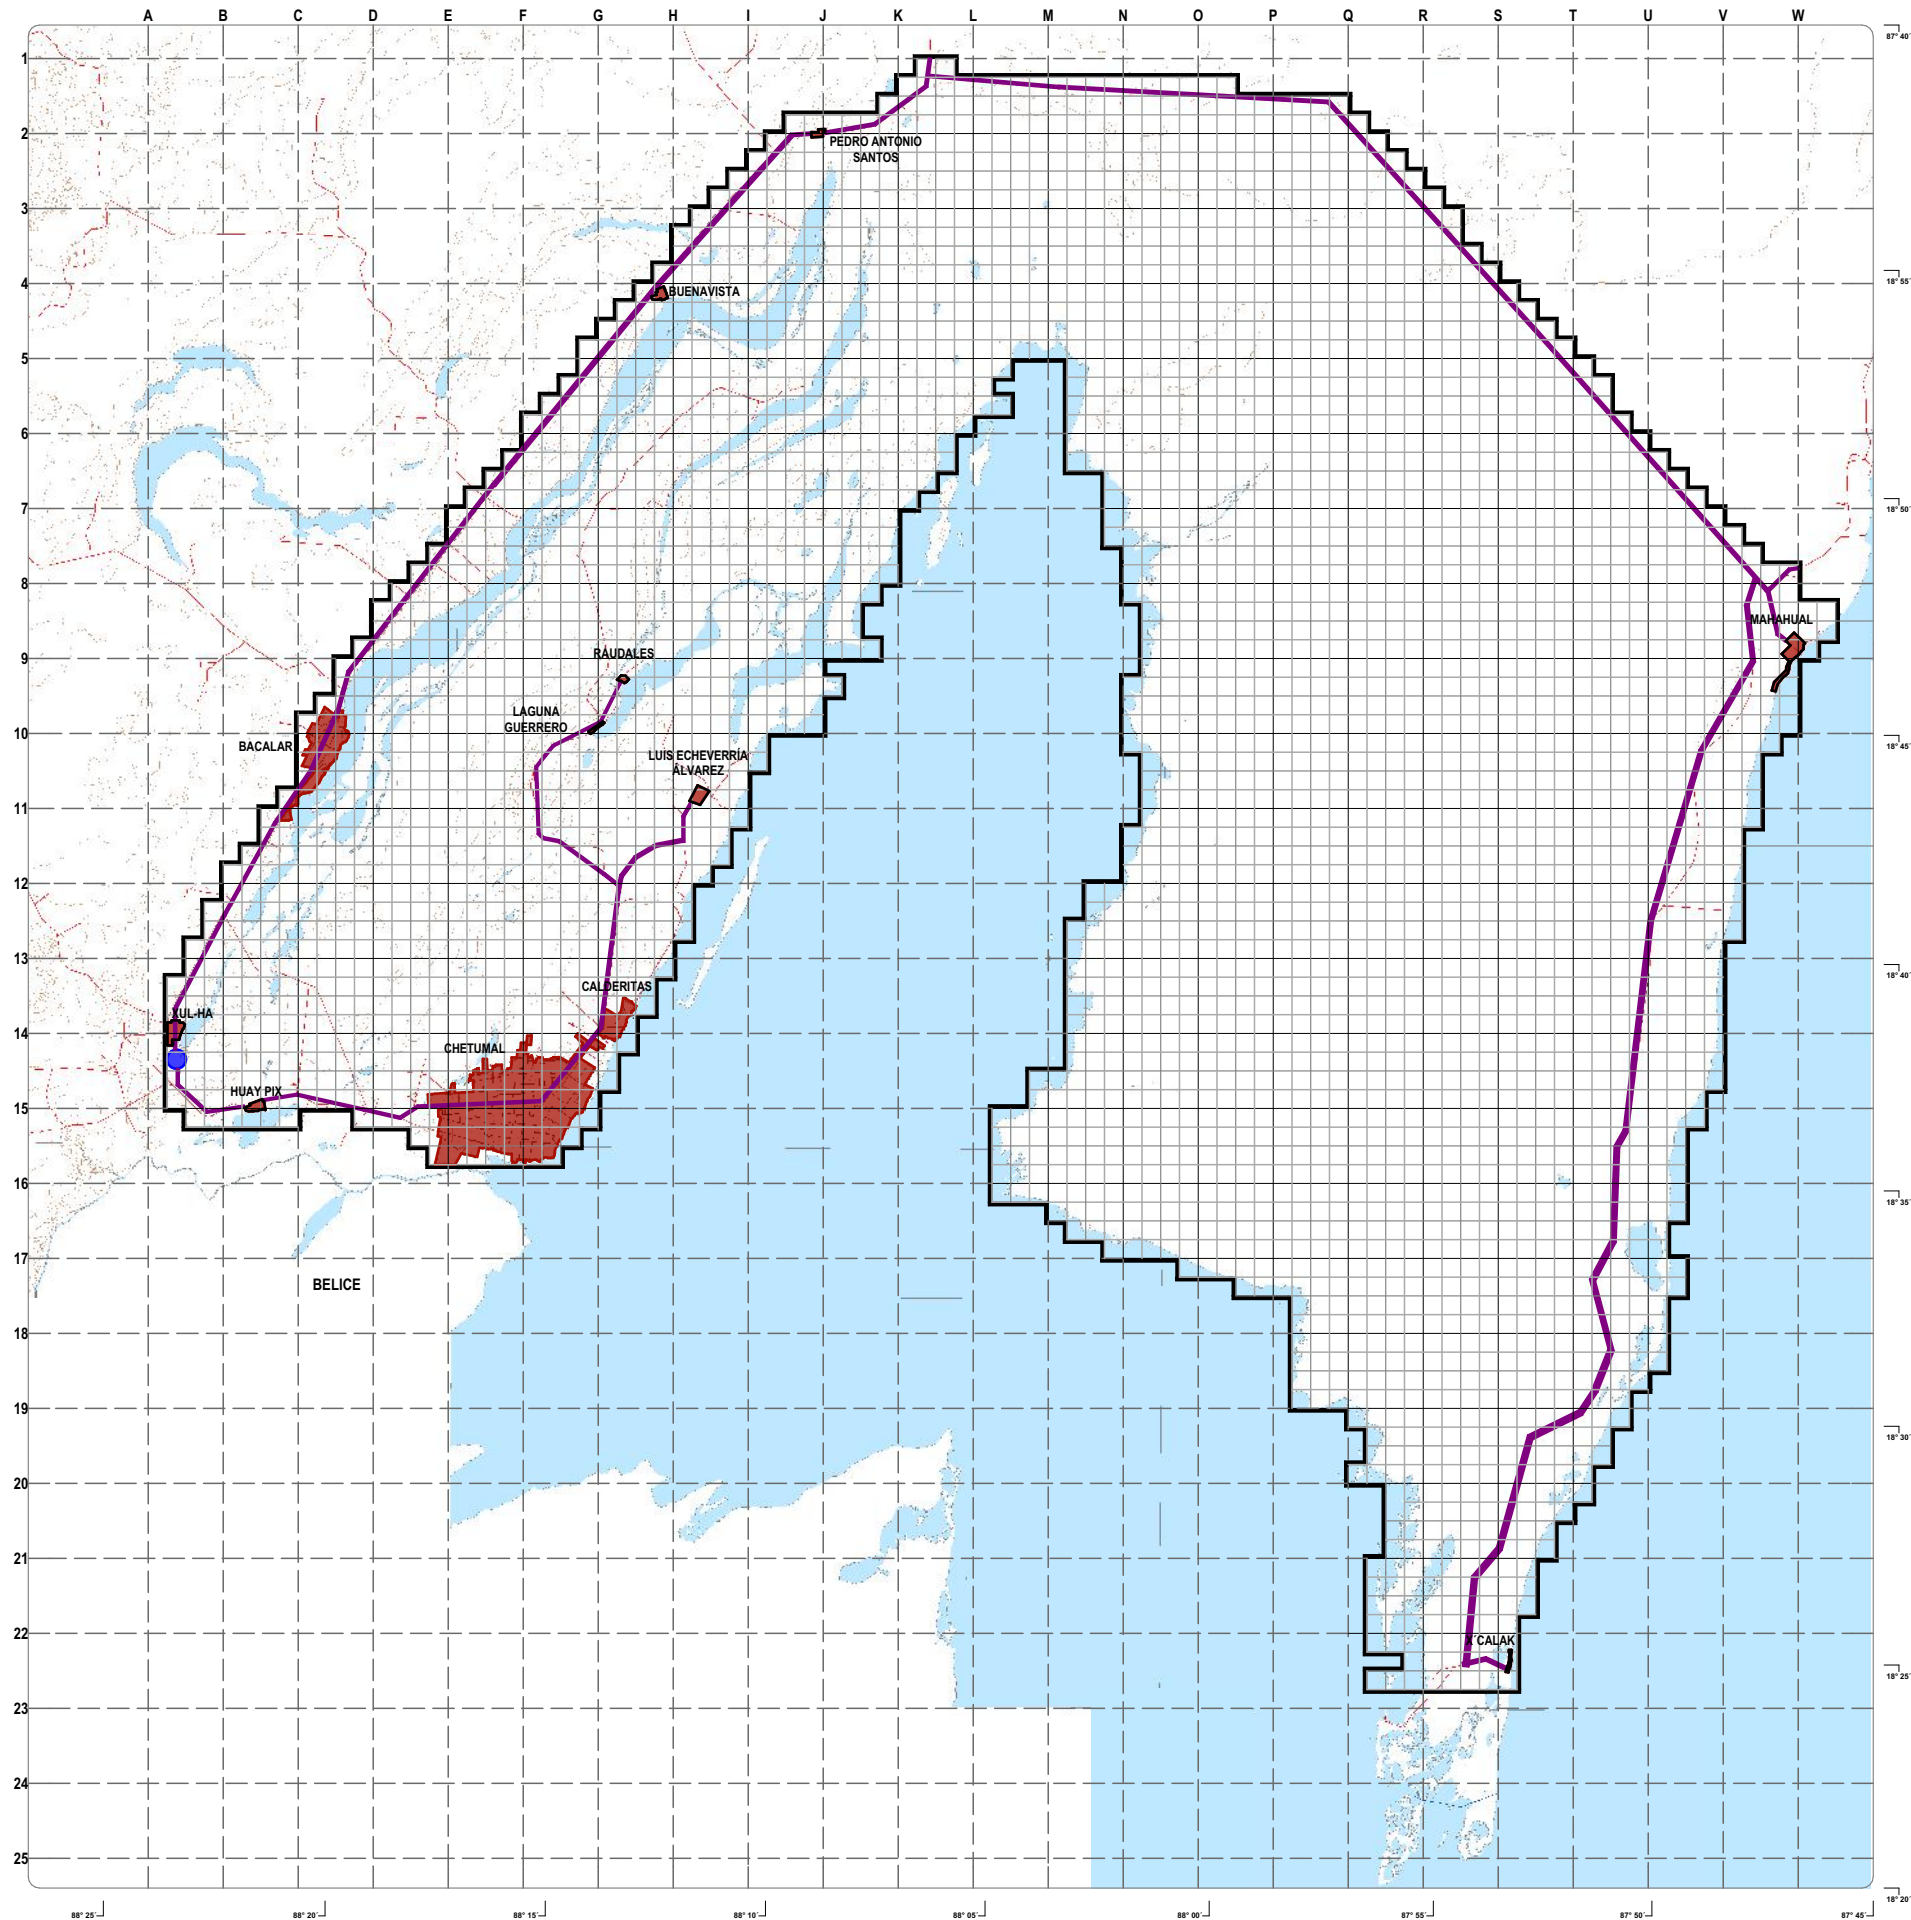 A B C D E F G H I J K L M N O P Q R S T U V W
87° 40´
1
2
3
4
5
6
7
8
9
10
11
12
13
14
15
16
17
18
19
20
21
22
23
24
25
PEDRO ANTONIO
SANTOS
BUENAVISTA
18° 55´
18° 50´
MAHAHUAL
RAUDALES
LAGUNA
GUERRERO
BACALAR
LUIS ECHEVERRÍA
ÁLVAREZ
18° 45´
18° 40´
CALDERITAS
XUL-HA
CHETUMAL
HUAY PIX
18° 35´
BELICE
18° 30´
X´CALAK
18° 25´
18° 20´
88° 25´ 88° 20´ 88° 15´ 88° 10´ 88° 05´ 88° 00´ 87° 55´ 87° 50´ 87° 45´